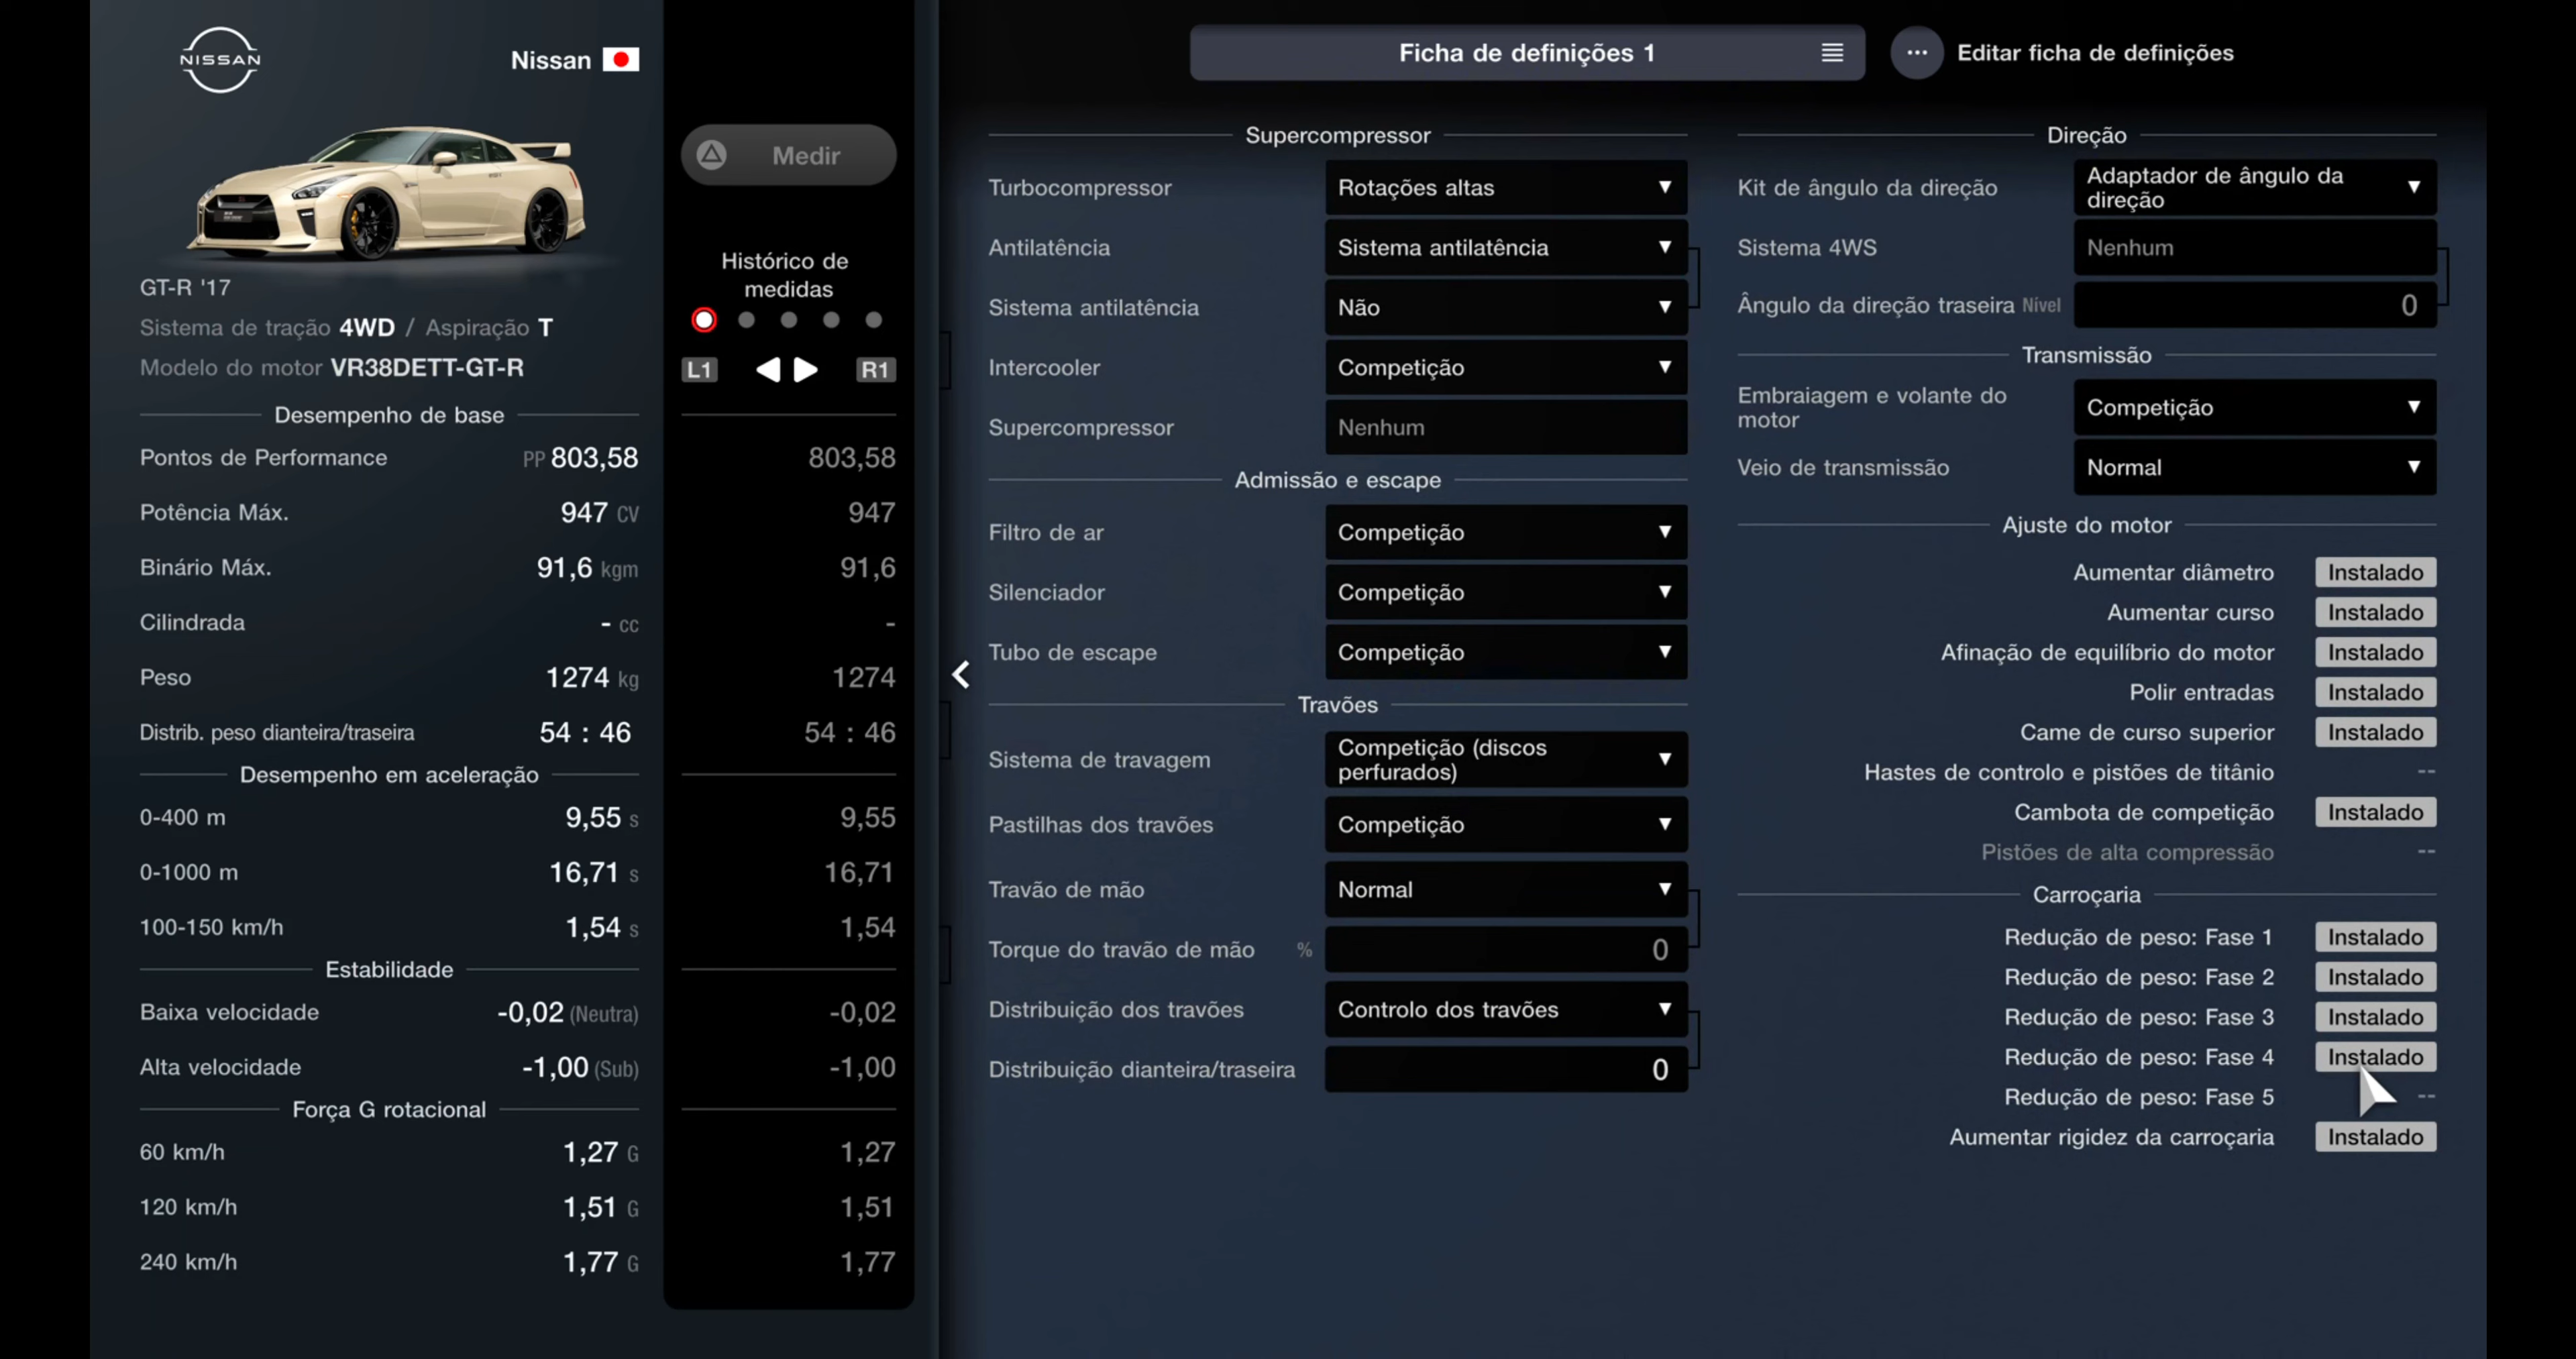 NISSAN
Nissan
GT-R '17
Sistema de tração 4WD / Aspiração T
Modelo do motor VR38DETT-GT-R
Desempenho de base
Pontos de Performance PP 803,58
Potência Máx. 947 CV
Binário Máx. 91,6 kgm
Cilindrada - cc
Peso 1274 kg
Distrib. peso dianteira/traseira 54 : 46
Desempenho em aceleração
0-400 m 9,55 s
0-1000 m 16,71 s
100-150 km/h 1,54 s
Estabilidade
Baixa velocidade -0,02 (Neutra)
Alta velocidade -1,00 (Sub)
Força G rotacional
60 km/h 1,27 G
120 km/h 1,51 G
240 km/h 1,77 G
Medir
Histórico de
medidas
L1 R1
803,58
947
91,6
-
1274
54 : 46
9,55
16,71
1,54
-0,02
-1,00
1,27
1,51
1,77
Ficha de definições 1
Editar ficha de definições
Supercompressor
Turbocompressor Rotações altas
Antilatência Sistema antilatência
Sistema antilatência Não
Intercooler Competição
Supercompressor Nenhum
Admissão e escape
Filtro de ar Competição
Silenciador Competição
Tubo de escape Competição
Travões
Sistema de travagem Competição (discos
perfurados)
Pastilhas dos travões Competição
Travão de mão Normal
Torque do travão de mão % 0
Distribuição dos travões Controlo dos travões
Distribuição dianteira/traseira 0
Direção
Kit de ângulo da direção Adaptador de ângulo da
direção
Sistema 4WS Nenhum
Ângulo da direção traseira Nível 0
Transmissão
Embraiagem e volante do
motor Competição
Veio de transmissão Normal
Ajuste do motor
Aumentar diâmetro Instalado
Aumentar curso Instalado
Afinação de equilíbrio do motor Instalado
Polir entradas Instalado
Came de curso superior Instalado
Hastes de controlo e pistões de titânio --
Cambota de competição Instalado
Pistões de alta compressão --
Carroçaria
Redução de peso: Fase 1 Instalado
Redução de peso: Fase 2 Instalado
Redução de peso: Fase 3 Instalado
Redução de peso: Fase 4 Instalado
Redução de peso: Fase 5 --
Aumentar rigidez da carroçaria Instalado